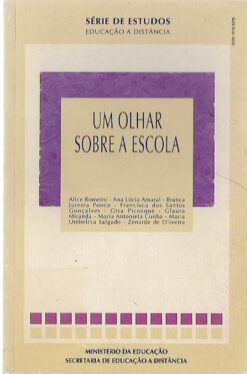 SÉRIE DE ESTUDOS
EDUCAÇÃO A DISTÂNCIA
UM OLHAR
SOBRE A ESCOLA
Alice Romeiro - Ana Lúcia Amaral - Branca
Jurema Ponce - Francisca dos Santos
Gonçalves - Gisa Picosque - Glaura
Miranda - Maria Antonieta Cunha - Maria
Umbelina Salgado - Zenaide de Oliveira
MINISTÉRIO DA EDUCAÇÃO
SECRETARIA DE EDUCAÇÃO A DISTÂNCIA